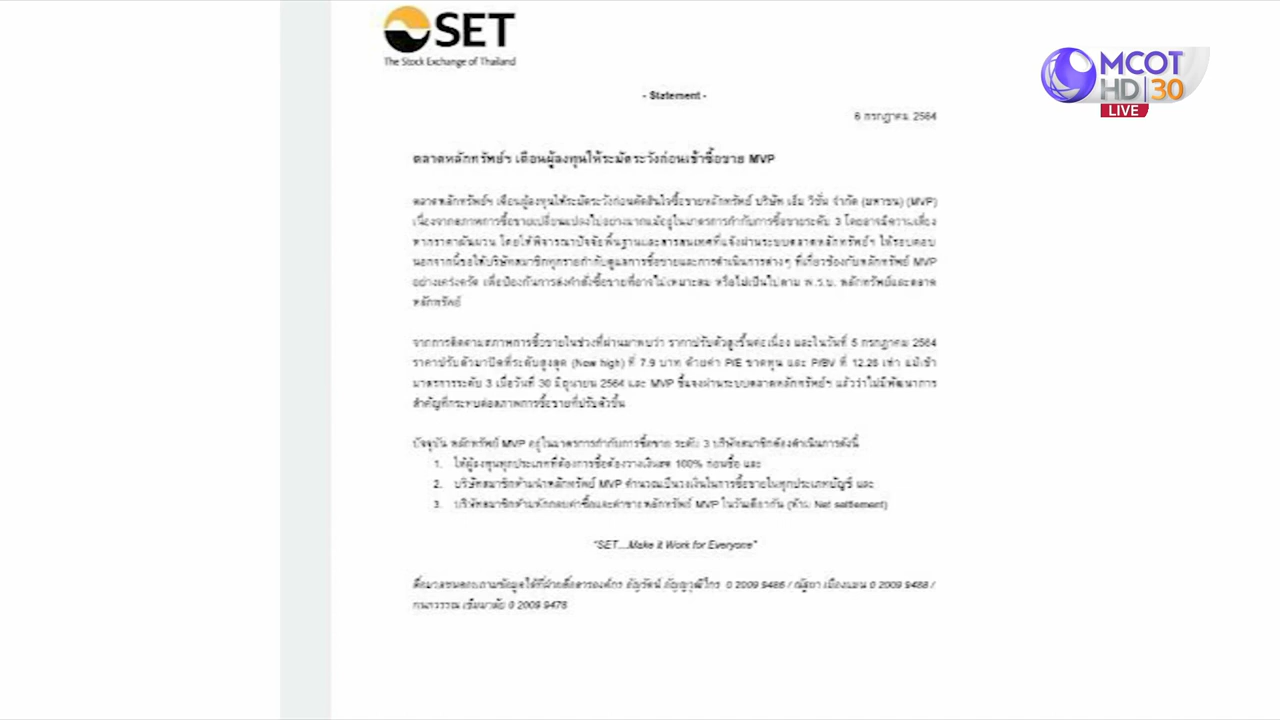 SET
The Stock Exchange of Thailand
MCOT
HD 30
LIVE
- Statement -
6 กรกฎาคม 2564
ตลาดหลักทรัพย์ฯ เตือนผู้ลงทุนให้ระมัดระวังก่อนเข้าซื้อขาย MVP
ตลาดหลักทรัพย์ฯ เตือนผู้ลงทุนให้ระมัดระวังก่อนตัดสินใจซื้อขายหลักทรัพย์ บริษัท เอ็ม วิชั่น จำกัด (มหาชน) (MVP)
เนื่องจากสภาพการซื้อขายเปลี่ยนแปลงไปอย่างมากแม้อยู่ในมาตรการกำกับการซื้อขายระดับ 3 โดยอาจมีความเสี่ยง
หากราคาผันผวน โดยให้พิจารณาปัจจัยพื้นฐานและสารสนเทศที่แจ้งผ่านระบบตลาดหลักทรัพย์ฯ ให้รอบคอบ
นอกจากนี้ขอให้บริษัทสมาชิกทุกรายกำกับดูแลการซื้อขายและการดำเนินการต่างๆ ที่เกี่ยวข้องกับหลักทรัพย์ MVP
อย่างเคร่งครัด เพื่อป้องกันการส่งคำสั่งซื้อขายที่อาจไม่เหมาะสม หรือไม่เป็นไปตาม พ.ร.บ. หลักทรัพย์และตลาด
หลักทรัพย์
จากการติดตามสภาพการซื้อขายในช่วงที่ผ่านมาพบว่า ราคาปรับตัวสูงขึ้นต่อเนื่อง และในวันที่ 5 กรกฎาคม 2564
ราคาปรับตัวมาปิดที่ระดับสูงสุด (New high) ที่ 7.9 บาท ด้วยค่า P/E ขาดทุน และ P/BV ที่ 12.26 เท่า แม้เข้า
มาตรการระดับ 3 เมื่อวันที่ 30 มิถุนายน 2564 และ MVP ชี้แจงผ่านระบบตลาดหลักทรัพย์ฯ แล้วว่าไม่มีพัฒนาการ
สำคัญที่กระทบต่อสภาพการซื้อขายที่ปรับตัวขึ้น
ปัจจุบัน หลักทรัพย์ MVP อยู่ในมาตรการกำกับการซื้อขาย ระดับ 3 บริษัทสมาชิกต้องดำเนินการดังนี้
1. ให้ผู้ลงทุนทุกประเภทที่ต้องการซื้อต้องวางเงินสด 100% ก่อนซื้อ และ
2. บริษัทสมาชิกห้ามนำหลักทรัพย์ MVP คำนวณเป็นวงเงินในการซื้อขายในทุกประเภทบัญชี และ
3. บริษัทสมาชิกห้ามหักกลบค่าซื้อและค่าขายหลักทรัพย์ MVP ในวันเดียวกัน (ห้าม Net settlement)
"SET...Make it Work for Everyone"
สื่อมวลชนสอบถามข้อมูลได้ที่ฝ่ายสื่อสารองค์กร 0 2009 9488 /
0 2009 9478